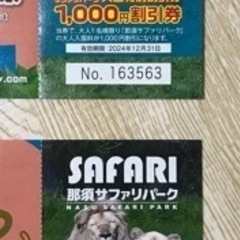 1,000円割引券
当券で、大人1名様限り「那須サファリパーク」
の大人入園料が1,000円割引になります。
有効期限：2024年12月31日
No. 163563
y.com
SAFARI
那須サファリパーク
NASU SAFARI PARK